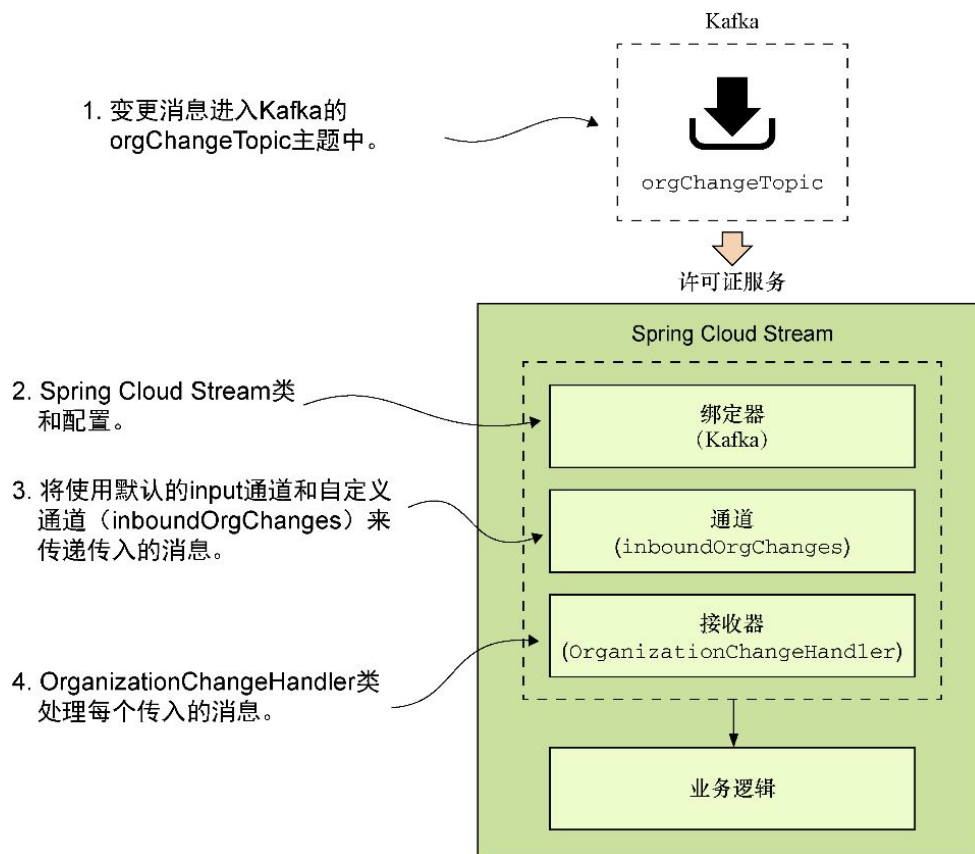 Kafka
1. 变更消息进入Kafka的
orgChangeTopic主题中。
orgChangeTopic
许可证服务
Spring Cloud Stream
2. Spring Cloud Stream类
和配置。
绑定器
（Kafka）
3. 将使用默认的input通道和自定义
通道（inboundOrgChanges）来
传递传入的消息。
通道
(inboundOrgChanges)
接收器
(OrganizationChangeHandler)
4. OrganizationChangeHandler类
处理每个传入的消息。
业务逻辑